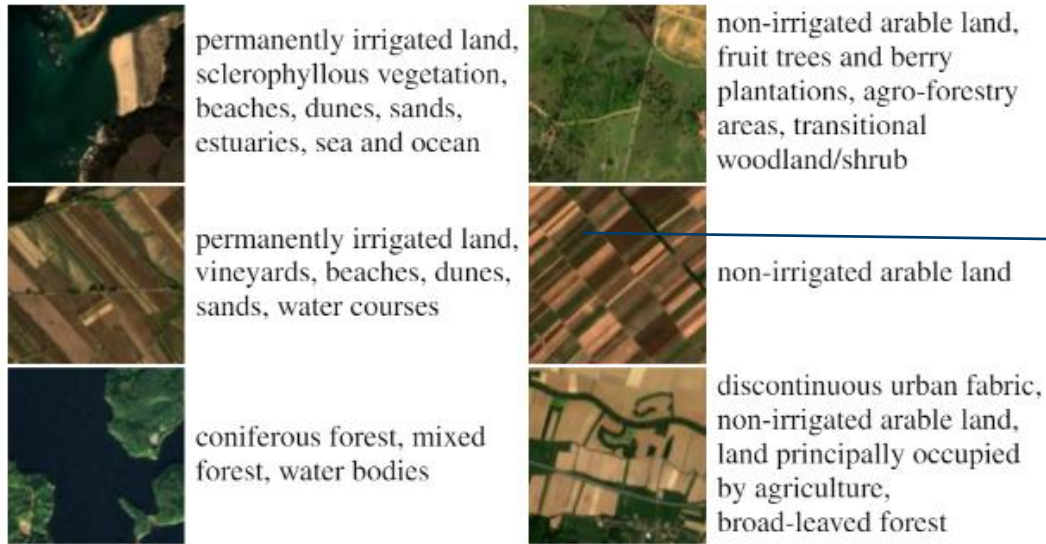 permanently irrigated land,
sclerophyllous vegetation,
beaches, dunes, sands,
estuaries, sea and ocean
non-irrigated arable land,
fruit trees and berry
plantations, agro-forestry
areas, transitional
woodland/shrub
permanently irrigated land,
vineyards, beaches, dunes,
sands, water courses
non-irrigated arable land
coniferous forest, mixed
forest, water bodies
discontinuous urban fabric,
non-irrigated arable land,
land principally occupied
by agriculture,
broad-leaved forest